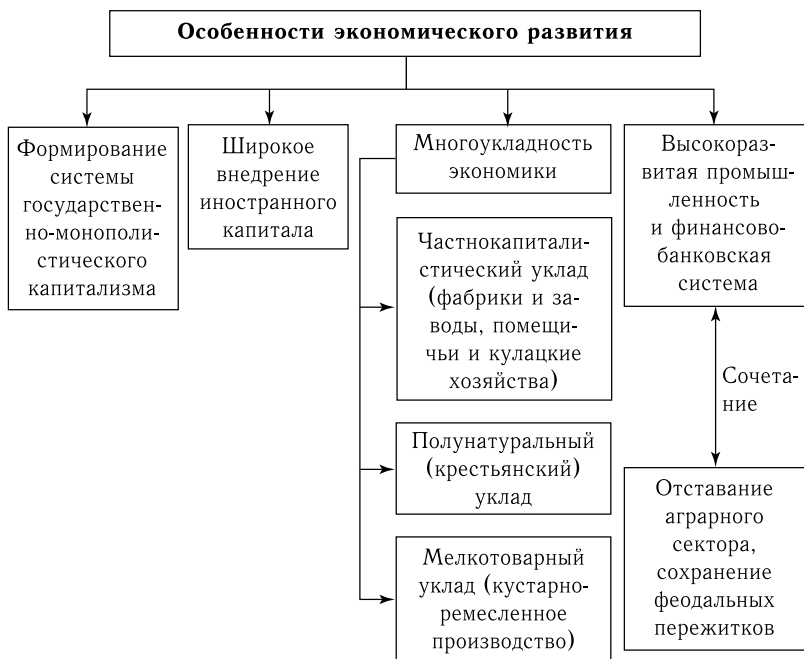 Особенности экономического развития
Формирование
системы
государствен-
но-монополи-
стического
капитализма
Широкое
внедрение
иностранного
капитала
Многоукладность
экономики
Частнокапитали-
стический уклад
(фабрики и за-
воды, помещи-
чьи и кулацкие
хозяйства)
Полунатуральный
(крестьянский)
уклад
Мелкотоварный
уклад (кустарно-
ремесленное
производство)
Высокораз-
витая промыш-
ленность
и финансово-
банковская
система
Сочета-
ние
Отставание
аграрного
сектора,
сохранение
феодальных
пережитков